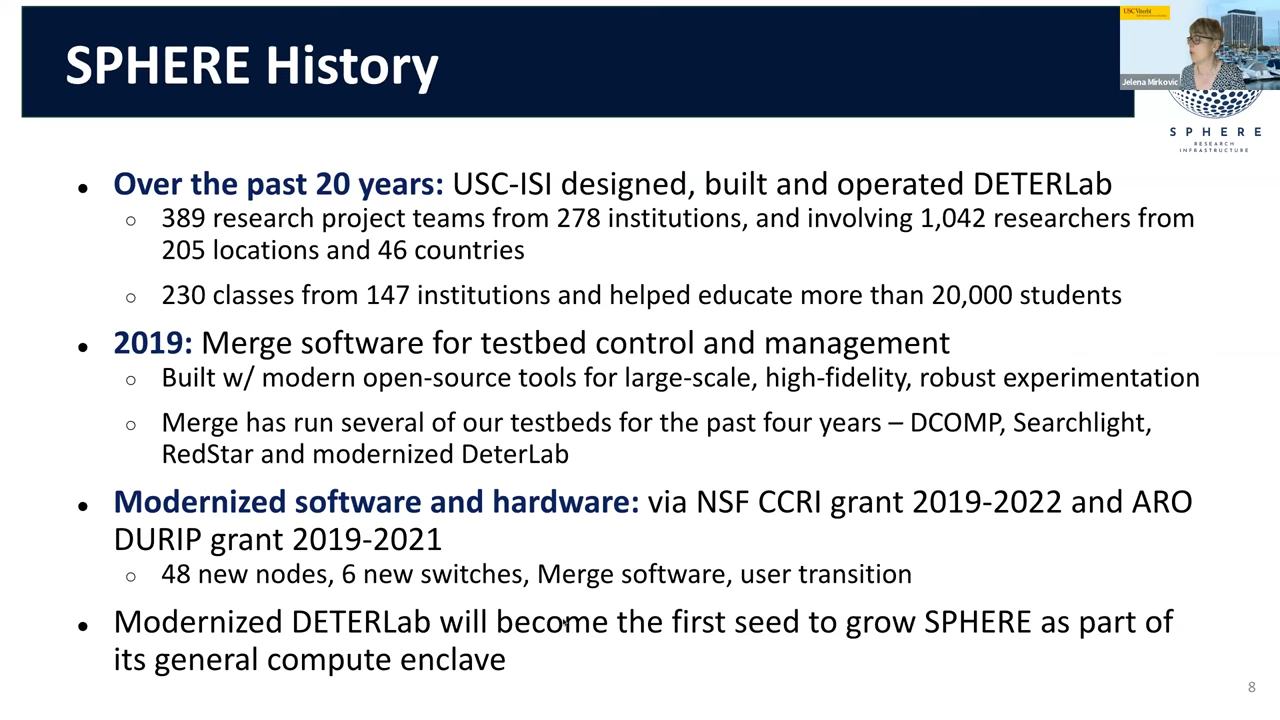 SPHERE History
USC Viterbi
Jelena Mirkovic
SPHERE
RESEARCH
INFRASTRUCTURE
● Over the past 20 years: USC-ISI designed, built and operated DETERLab
○ 389 research project teams from 278 institutions, and involving 1,042 researchers from
205 locations and 46 countries
○ 230 classes from 147 institutions and helped educate more than 20,000 students
● 2019: Merge software for testbed control and management
○ Built w/ modern open-source tools for large-scale, high-fidelity, robust experimentation
○ Merge has run several of our testbeds for the past four years – DCOMP, Searchlight,
RedStar and modernized DeterLab
● Modernized software and hardware: via NSF CCRI grant 2019-2022 and ARO
DURIP grant 2019-2021
○ 48 new nodes, 6 new switches, Merge software, user transition
● Modernized DETERLab will become the first seed to grow SPHERE as part of
its general compute enclave
8